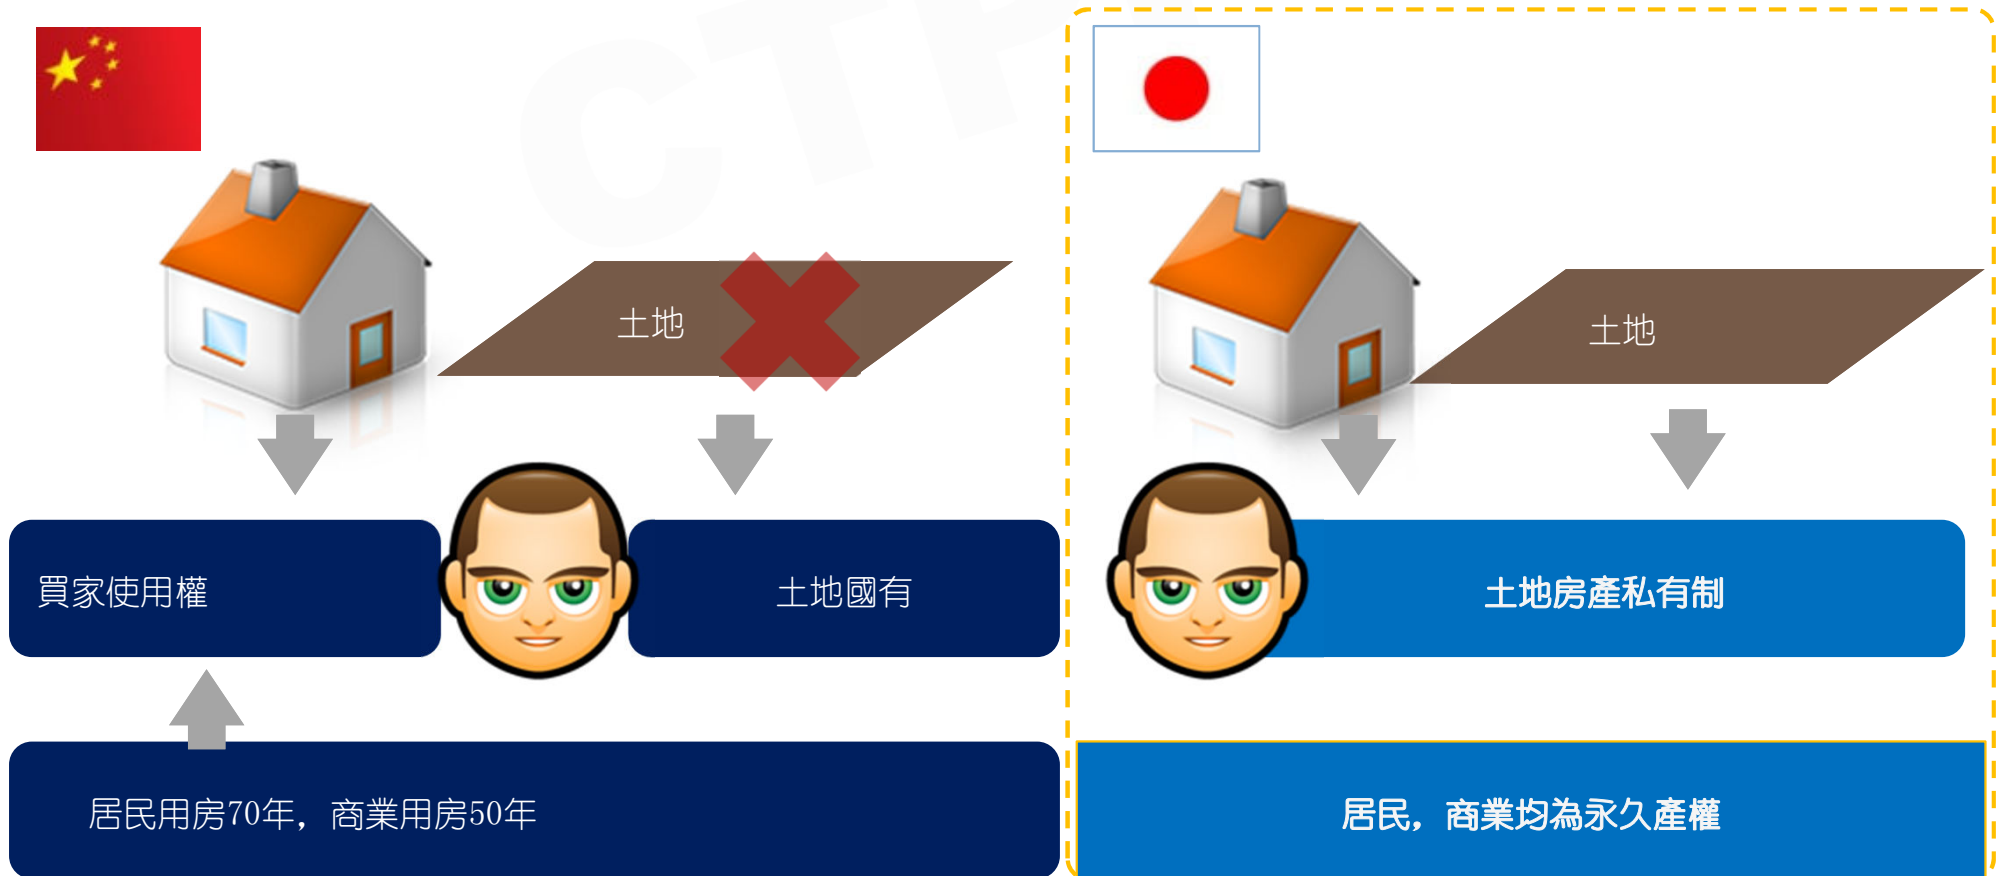 CTP
土地
土地
買家使用權
土地國有
土地房產私有制
居民用房70年，商業用房50年
居民，商業均為永久產權